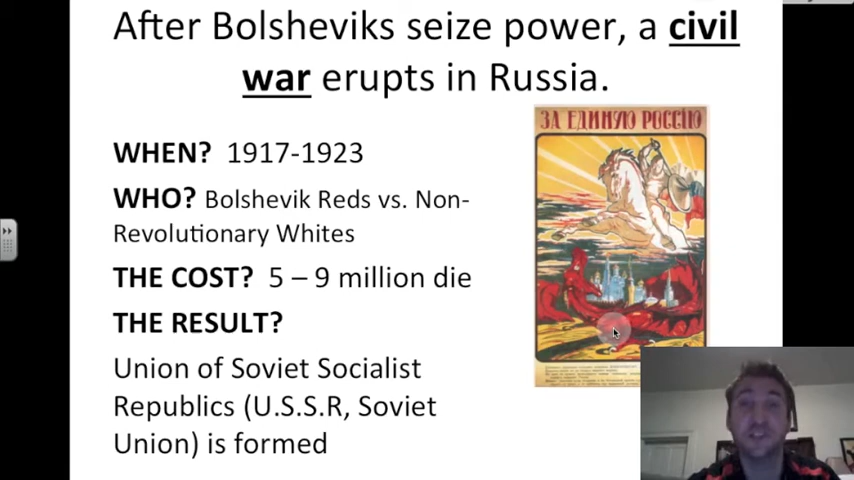 After Bolsheviks seize power, a civil
war erupts in Russia.
WHEN? 1917-1923
WHO? Bolshevik Reds vs. Non-
Revolutionary Whites
THE COST? 5 – 9 million die
THE RESULT?
Union of Soviet Socialist
Republics (U.S.S.R, Soviet
Union) is formed
ЗА ЕДИНУЮ РОССІЮ